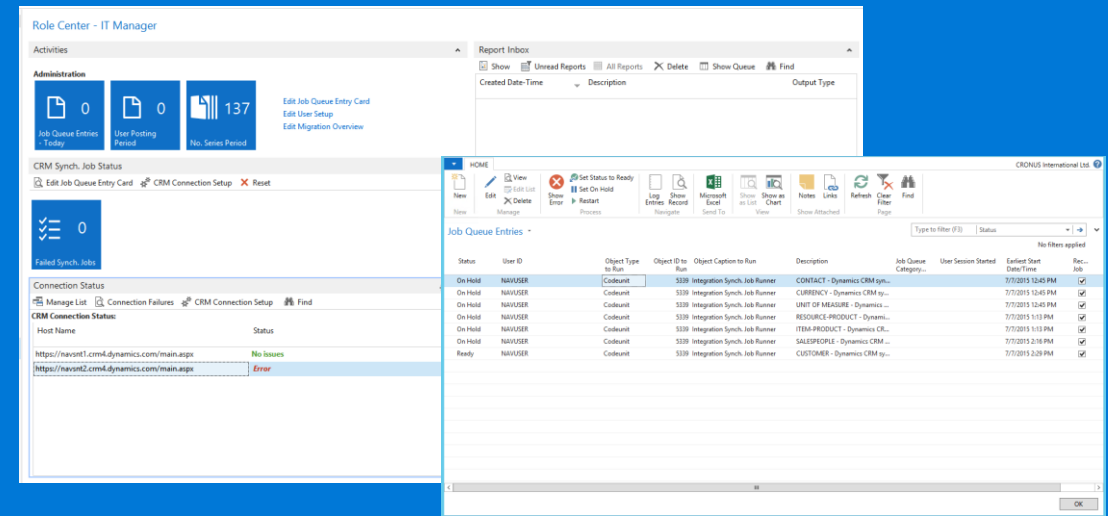 Role Center - IT Manager
Activities
Administration
0
Job Queue Entries - Today
0
User Posting Period
137
No. Series Period
Edit Job Queue Entry Card
Edit User Setup
Edit Migration Overview
CRM Synch. Job Status
Edit Job Queue Entry Card CRM Connection Setup Reset
0
Failed Synch. Jobs
Connection Status
Manage List Connection Failures CRM Connection Setup Find
CRM Connection Status:
Host Name Status
https://navsnt1.crm4.dynamics.com/main.aspx No issues
https://navsnt2.crm4.dynamics.com/main.aspx Error
Report Inbox
Show Unread Reports All Reports Delete Show Queue Find
Created Date-Time Description Output Type
HOME CRONUS International Ltd.
New
New
Edit
View
Edit List
Delete
Manage
Show Error
Set Status to Ready
Set On Hold
Restart
Process
Log Entries
Show Record
Navigate
Microsoft Excel
Send To
Show as List
Show as Chart
View
Notes
Links
Show Attached
Refresh
Clear Filter
Find
Page
Job Queue Entries
Type to filter (F3) Status
No filters applied
Status User ID Object Type to Run Object ID to Run Object Caption to Run Description Job Queue Category... User Session Started Earliest Start Date/Time Rec... Job
On Hold NAVUSER Codeunit 5339 Integration Synch. Job Runner CONTACT - Dynamics CRM syn... 7/7/2015 12:45 PM
On Hold NAVUSER Codeunit 5339 Integration Synch. Job Runner CURRENCY - Dynamics CRM sy... 7/7/2015 12:45 PM
On Hold NAVUSER Codeunit 5339 Integration Synch. Job Runner UNIT OF MEASURE - Dynamics ... 7/7/2015 12:45 PM
On Hold NAVUSER Codeunit 5339 Integration Synch. Job Runner RESOURCE-PRODUCT - Dynami... 7/7/2015 1:13 PM
On Hold NAVUSER Codeunit 5339 Integration Synch. Job Runner ITEM-PRODUCT - Dynamics CR... 7/7/2015 1:13 PM
On Hold NAVUSER Codeunit 5339 Integration Synch. Job Runner SALESPEOPLE - Dynamics CRM ... 7/7/2015 2:16 PM
Ready NAVUSER Codeunit 5339 Integration Synch. Job Runner CUSTOMER - Dynamics CRM sy... 7/7/2015 2:29 PM
OK